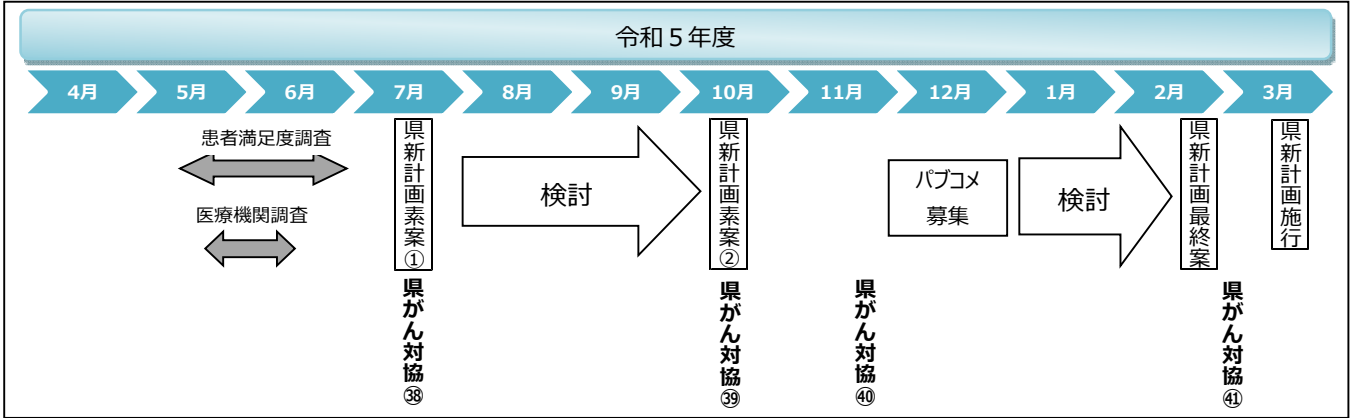 令和５年度
4月
5月
6月
7月
8月
9月
10月
11月
12月
1月
2月
3月
患者満足度調査
医療機関調査
県新計画素案①
検討
県新計画素案②
パブコメ
募集
検討
県新計画最終案
県新計画施行
県がん対協㊳
県がん対協㊴
県がん対協㊵
県がん対協㊶